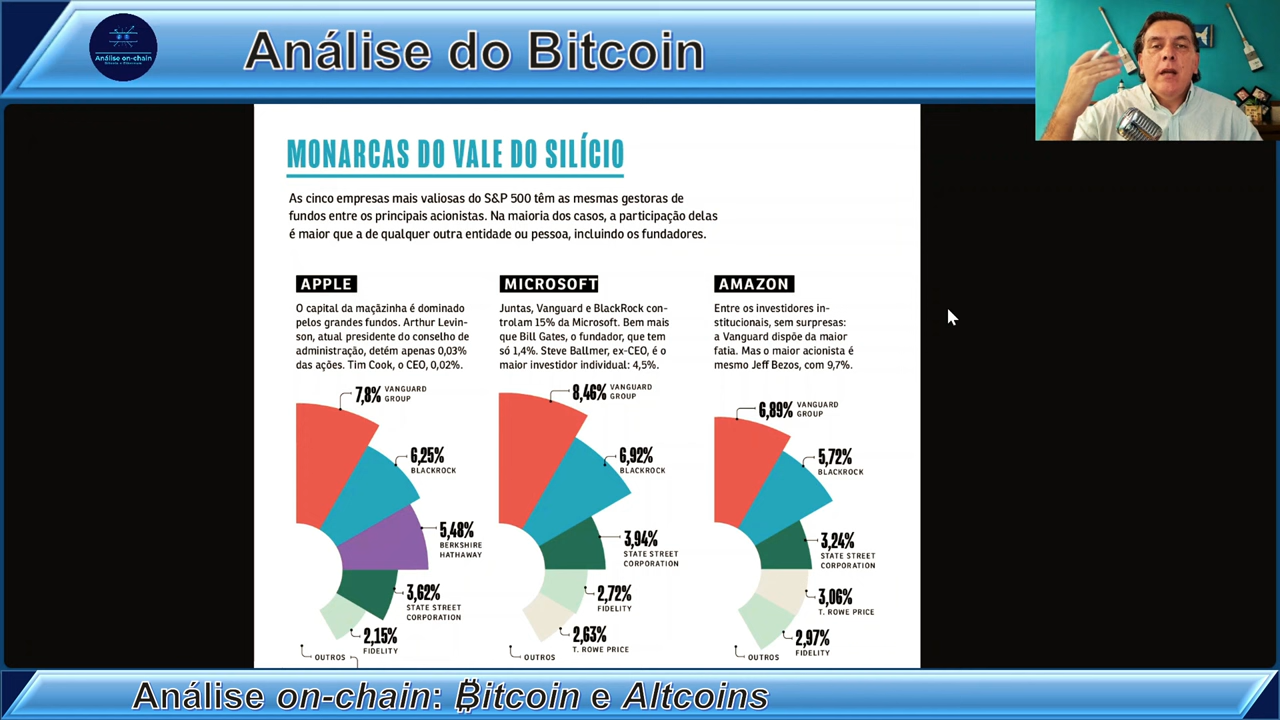 Análise do Bitcoin
Análise on-chain
Bitcoin e Ethereum
MONARCAS DO VALE DO SILÍCIO
As cinco empresas mais valiosas do S&P 500 têm as mesmas gestoras de
fundos entre os principais acionistas. Na maioria dos casos, a participação delas
é maior que a de qualquer outra entidade ou pessoa, incluindo os fundadores.
APPLE
O capital da maçãzinha é dominado
pelos grandes fundos. Arthur Levin-
son, atual presidente do conselho de
administração, detém apenas 0,03%
das ações. Tim Cook, o CEO, 0,02%.
7,8% VANGUARD
GROUP
6,25%
BLACKROCK
5,48%
BERKSHIRE
HATHAWAY
3,62%
STATE STREET
CORPORATION
2,15%
FIDELITY
OUTROS
MICROSOFT
Juntas, Vanguard e BlackRock con-
trolam 15% da Microsoft. Bem mais
que Bill Gates, o fundador, que tem
só 1,4%. Steve Ballmer, ex-CEO, é o
maior investidor individual: 4,5%.
8,46% VANGUARD
GROUP
6,92%
BLACKROCK
3,94%
STATE STREET
CORPORATION
2,72%
FIDELITY
2,63%
T. ROWE PRICE
OUTROS
AMAZON
Entre os investidores in-
stitucionais, sem surpresas:
a Vanguard dispõe da maior
fatia. Mas o maior acionista é
mesmo Jeff Bezos, com 9,7%.
6,89% VANGUARD
GROUP
5,72%
BLACKROCK
3,24%
STATE STREET
CORPORATION
3,06%
T. ROWE PRICE
2,97%
FIDELITY
OUTROS
Análise on-chain: ₿itcoin e Altcoins